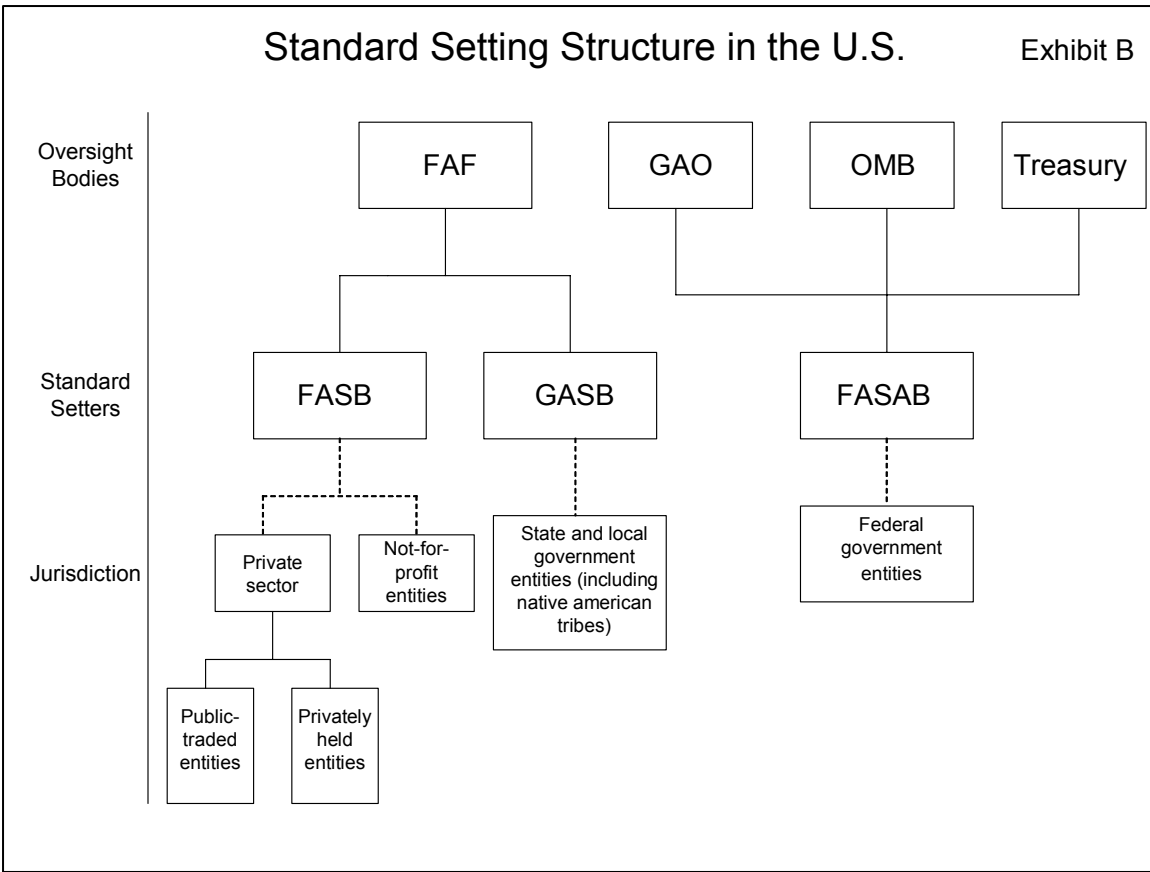 Standard Setting Structure in the U.S.
Exhibit B
Oversight
Bodies
FAF
GAO
OMB
Treasury
Standard
Setters
FASB
GASB
FASAB
Jurisdiction
Private
sector
Not-for-
profit
entities
State and local
government
entities (including
native american
tribes)
Federal
government
entities
Public-
traded
entities
Privately
held
entities